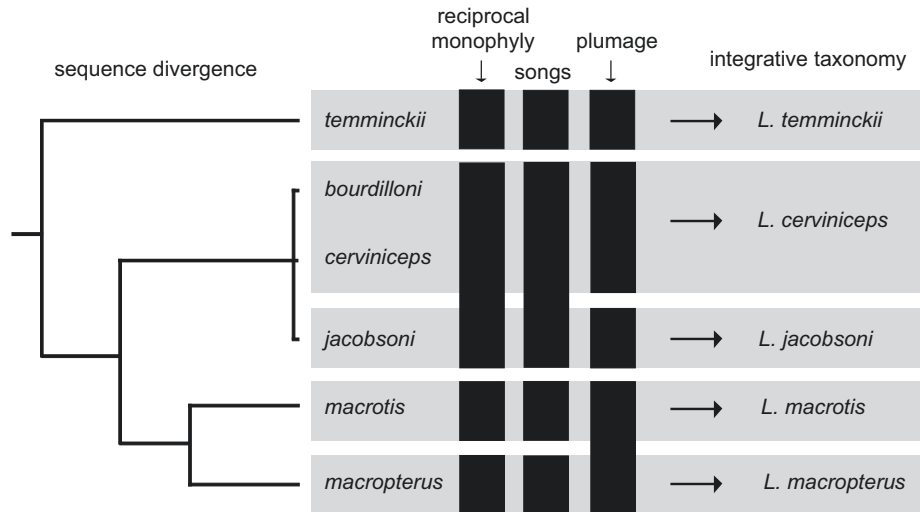 reciprocal
monophyly
plumage
sequence divergence
songs
integrative taxonomy
temminckii
L. temminckii
bourdilloni
L. cerviniceps
cerviniceps
jacobsoni
L. jacobsoni
macrotis
L. macrotis
macropterus
L. macropterus